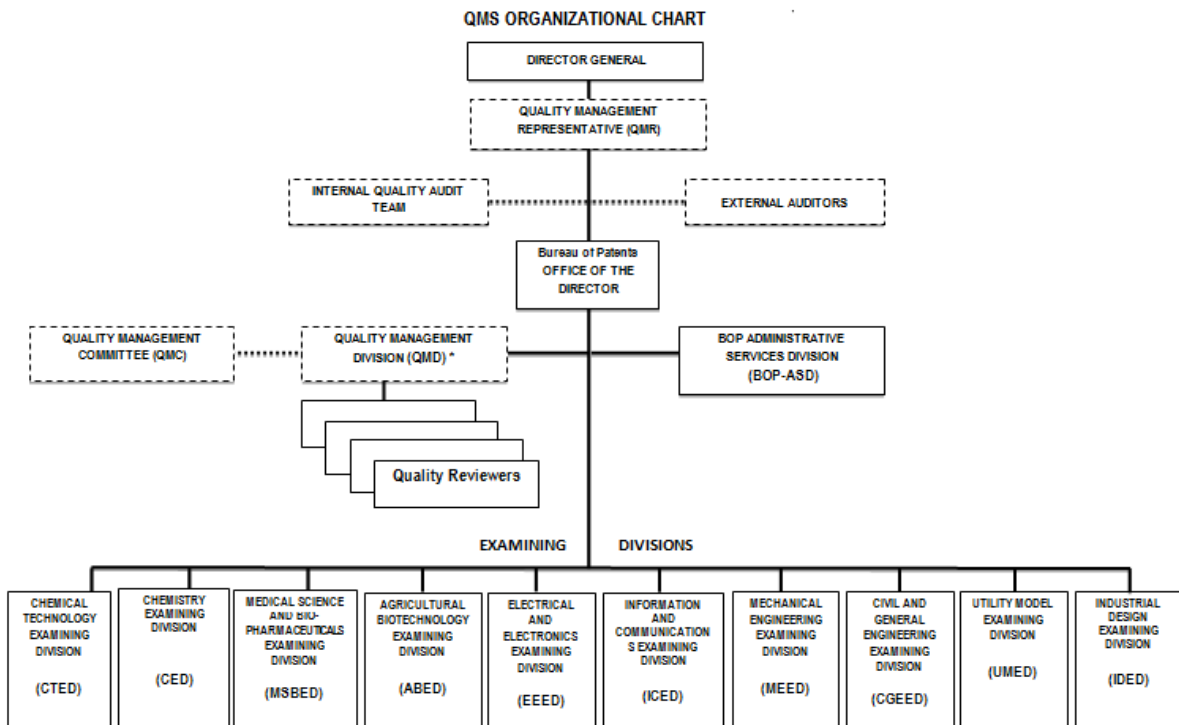 QMS ORGANIZATIONAL CHART
DIRECTOR GENERAL
QUALITY MANAGEMENT
REPRESENTATIVE (QMR)
INTERNAL QUALITY AUDIT
TEAM
EXTERNAL AUDITORS
Bureau of Patents
OFFICE OF THE
DIRECTOR
QUALITY MANAGEMENT
COMMITTEE (QMC)
QUALITY MANAGEMENT
DIVISION (QMD) *
BOP ADMINISTRATIVE
SERVICES DIVISION
(BOP-ASD)
Quality Reviewers
EXAMINING DIVISIONS
CHEMICAL
TECHNOLOGY
EXAMINING
DIVISION
(CTED)
CHEMISTRY
EXAMINING
DIVISION
(CED)
MEDICAL SCIENCE
AND BIO-
PHARMACEUTICALS
EXAMINING
DIVISION
(MSBED)
AGRICULTURAL
BIOTECHNOLOGY
EXAMINING
DIVISION
(ABED)
ELECTRICAL
AND
ELECTRONICS
EXAMINING
DIVISION
(EEED)
INFORMATION
AND
COMMUNICATION
S EXAMINING
DIVISION
(ICED)
MECHANICAL
ENGINEERING
EXAMINING
DIVISION
(MEED)
CIVIL AND
GENERAL
ENGINEERING
EXAMINING
DIVISION
(CGEED)
UTILITY MODEL
EXAMINING
DIVISION
(UMED)
INDUSTRIAL
DESIGN
EXAMINING
DIVISION
(IDED)